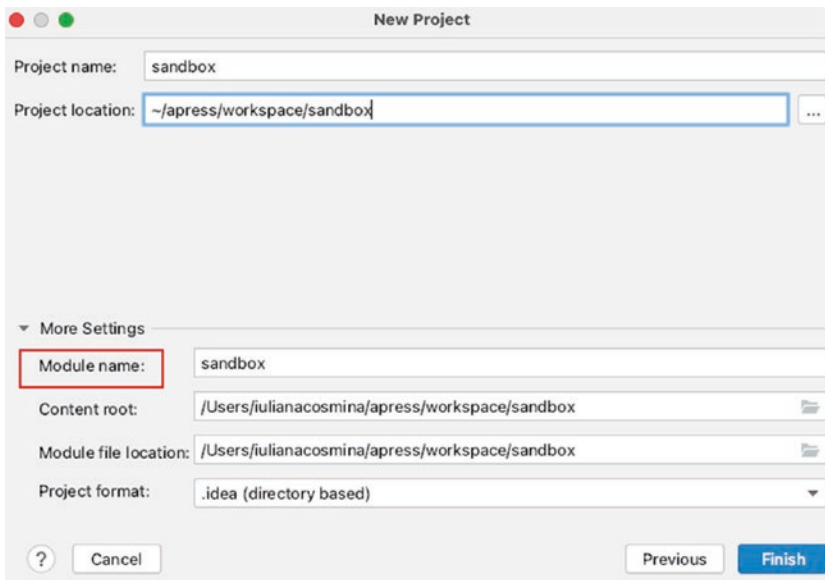 New Project
Project name: sandbox
Project location: ~/apress/workspace/sandbox ...
More Settings
Module name: sandbox
Content root: /Users/iulianacosmina/apress/workspace/sandbox
Module file location: /Users/iulianacosmina/apress/workspace/sandbox
Project format: .idea (directory based)
? Cancel Previous Finish